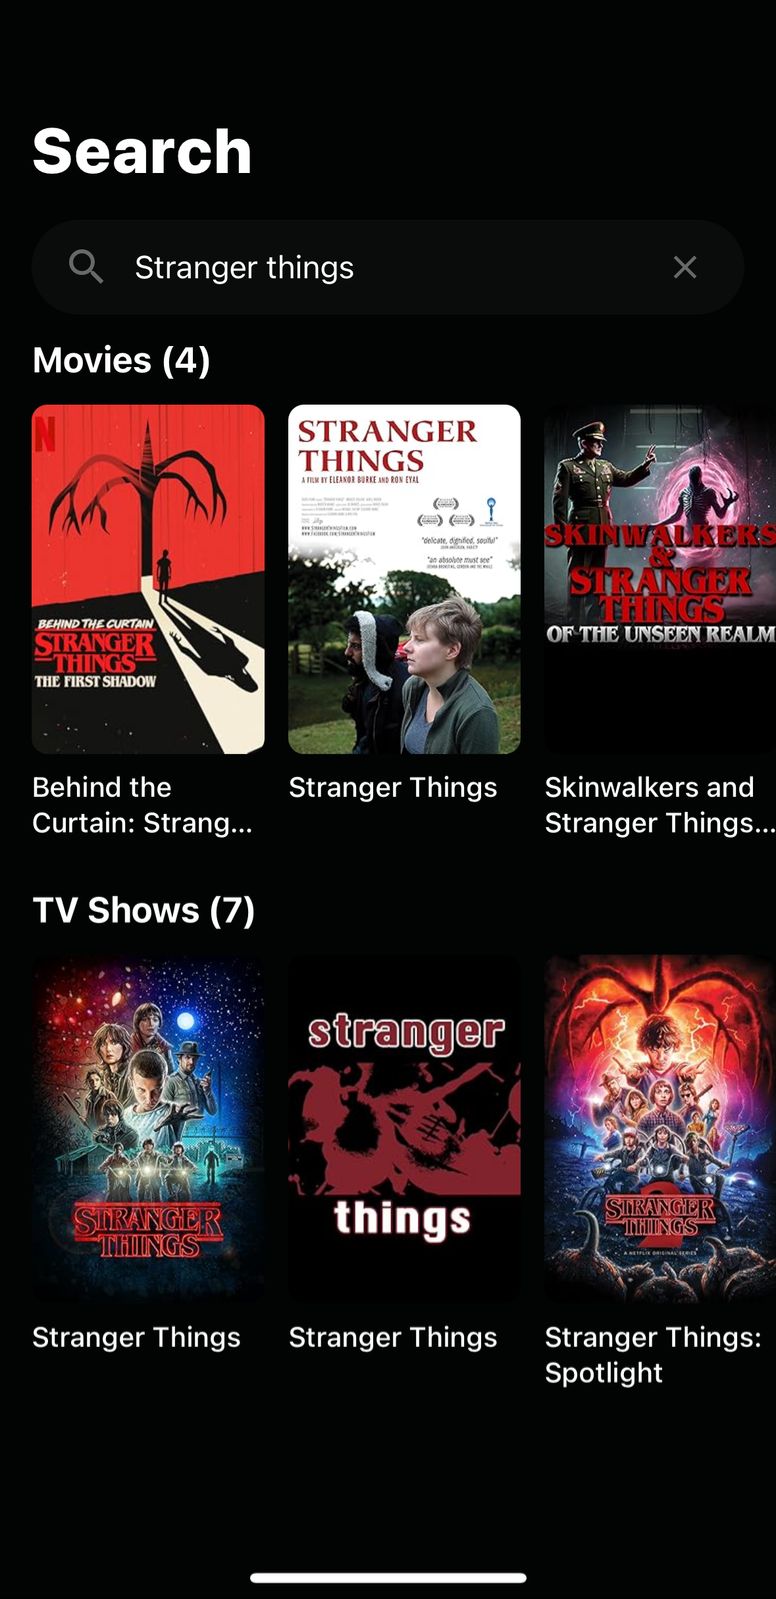 Search
Stranger things
Movies (4)
N
BEHIND THE CURTAIN
STRANGER
THINGS
THE FIRST SHADOW
STRANGER
THINGS
A FILM BY ELEANOR BURKE AND RON EYAL
"delicate, dignified, soulful"
"an absolute must see"
SKINWALKERS
&
STRANGER
THINGS
OF THE UNSEEN REALM
Behind the
Curtain: Strang...
Stranger Things
Skinwalkers and
Stranger Things...
TV Shows (7)
STRANGER
THINGS
stranger
things
2
STRANGER
THINGS
A NETFLIX ORIGINAL SERIES
Stranger Things
Stranger Things
Stranger Things:
Spotlight